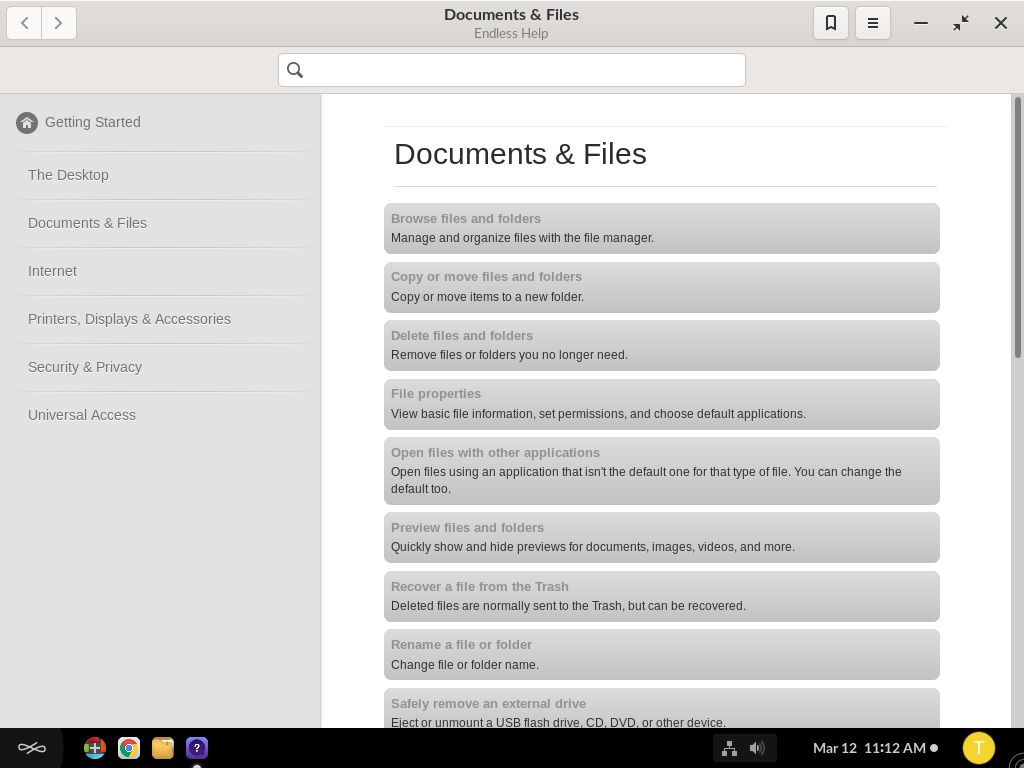 Documents & Files
Endless Help
Getting Started
The Desktop
Documents & Files
Internet
Printers, Displays & Accessories
Security & Privacy
Universal Access
Documents & Files
Browse files and folders
Manage and organize files with the file manager.
Copy or move files and folders
Copy or move items to a new folder.
Delete files and folders
Remove files or folders you no longer need.
File properties
View basic file information, set permissions, and choose default applications.
Open files with other applications
Open files using an application that isn't the default one for that type of file. You can change the
default too.
Preview files and folders
Quickly show and hide previews for documents, images, videos, and more.
Recover a file from the Trash
Deleted files are normally sent to the Trash, but can be recovered.
Rename a file or folder
Change file or folder name.
Safely remove an external drive
Eject or unmount a USB flash drive, CD, DVD, or other device.
?
Mar 12 11:12 AM
T